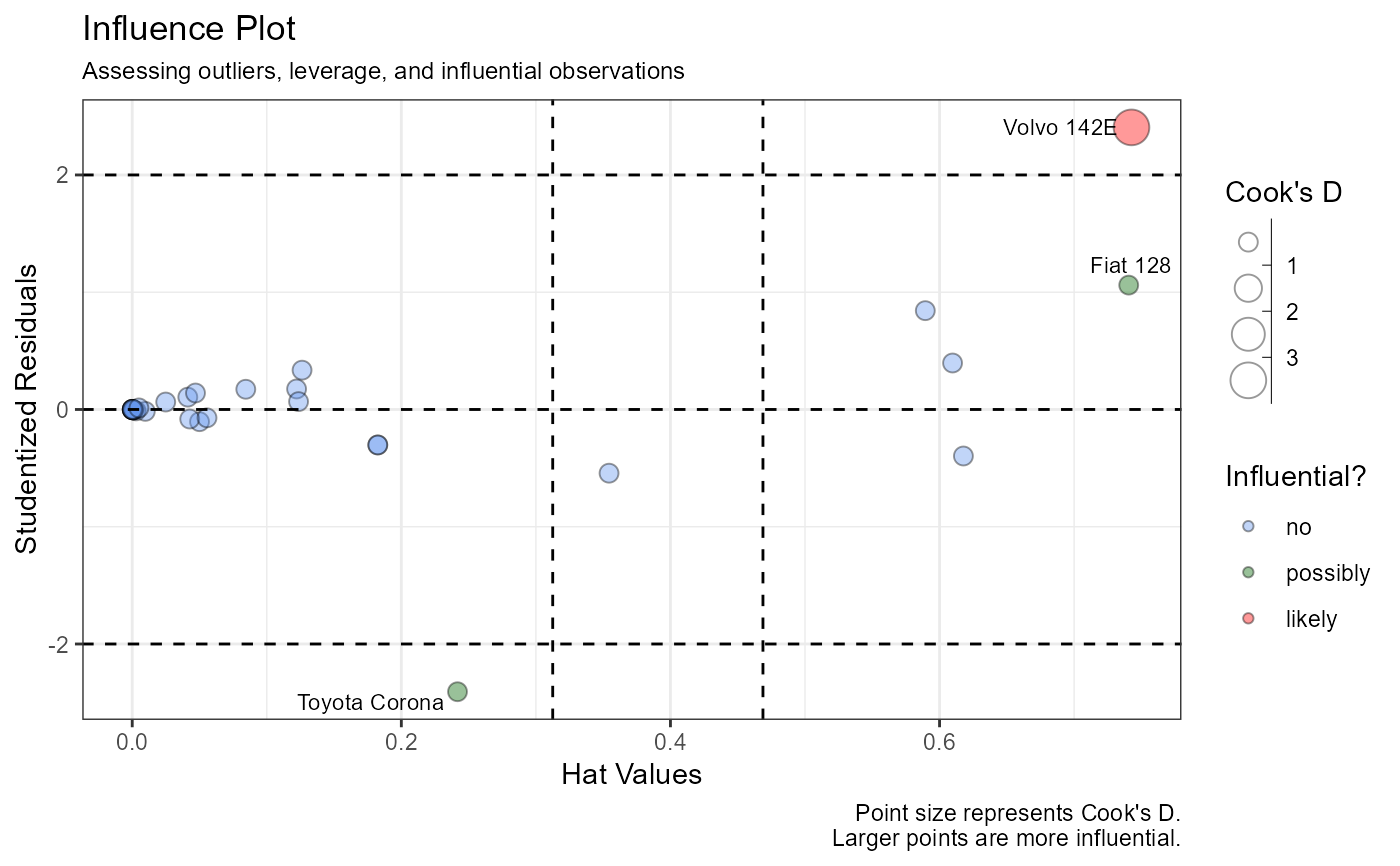 Influence Plot
Assessing outliers, leverage, and influential observations
Volvo 142E
Fiat 128
Toyota Corona
2
0
-2
Studentized Residuals
0.0
0.2
0.4
0.6
Hat Values
Cook's D
1
2
3
Influential?
no
possibly
likely
Point size represents Cook's D.
Larger points are more influential.